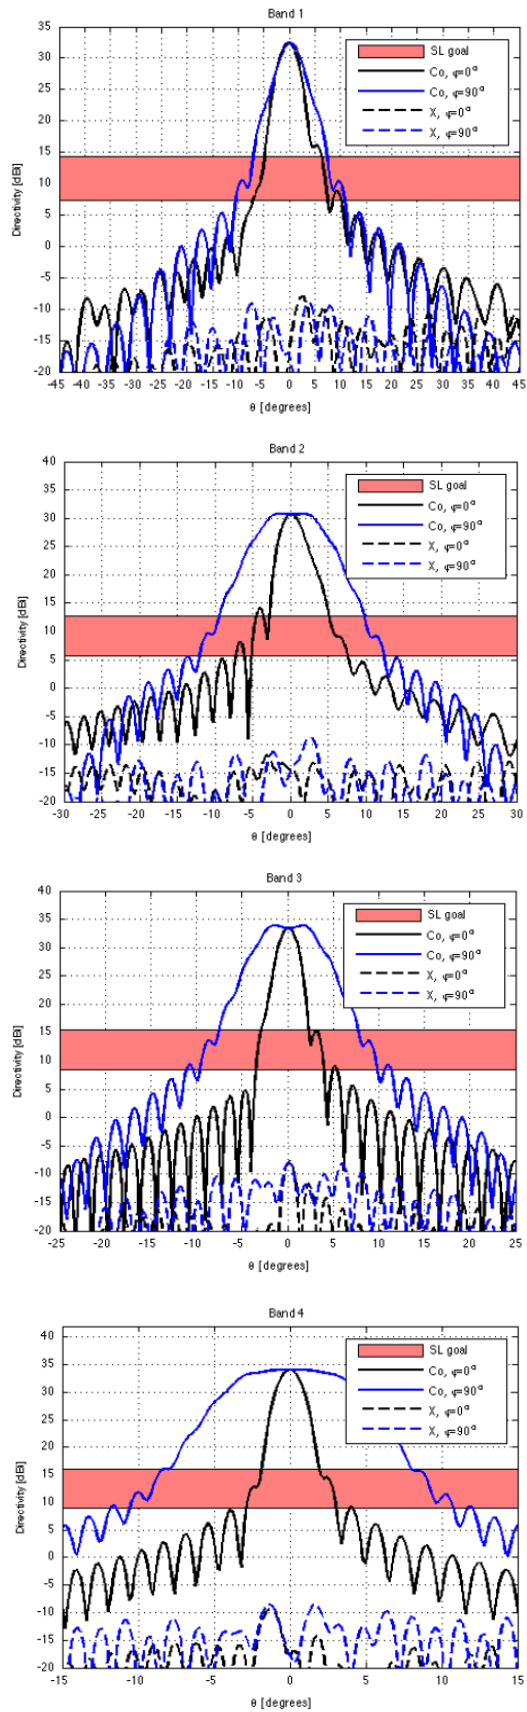 Band 1
35
30
25
20
15
10
5
0
-5
-10
-15
-20
Directivity [dBi]
SL goal
Co, φ=0°
Co, φ=90°
X, φ=0°
X, φ=90°
-45 -40 -35 -30 -25 -20 -15 -10 -5 0 5 10 15 20 25 30 35 40 45
θ [degrees]
Band 2
40
35
30
25
20
15
10
5
0
-5
-10
-15
-20
Directivity [dBi]
SL goal
Co, φ=0°
Co, φ=90°
X, φ=0°
X, φ=90°
-30 -25 -20 -15 -10 -5 0 5 10 15 20 25 30
θ [degrees]
Band 3
40
35
30
25
20
15
10
5
0
-5
-10
-15
-20
Directivity [dBi]
SL goal
Co, φ=0°
Co, φ=90°
X, φ=0°
X, φ=90°
-25 -20 -15 -10 -5 0 5 10 15 20 25
θ [degrees]
Band 4
40
35
30
25
20
15
10
5
0
-5
-10
-15
-20
Directivity [dBi]
SL goal
Co, φ=0°
Co, φ=90°
X, φ=0°
X, φ=90°
-15 -10 -5 0 5 10 15
θ [degrees]